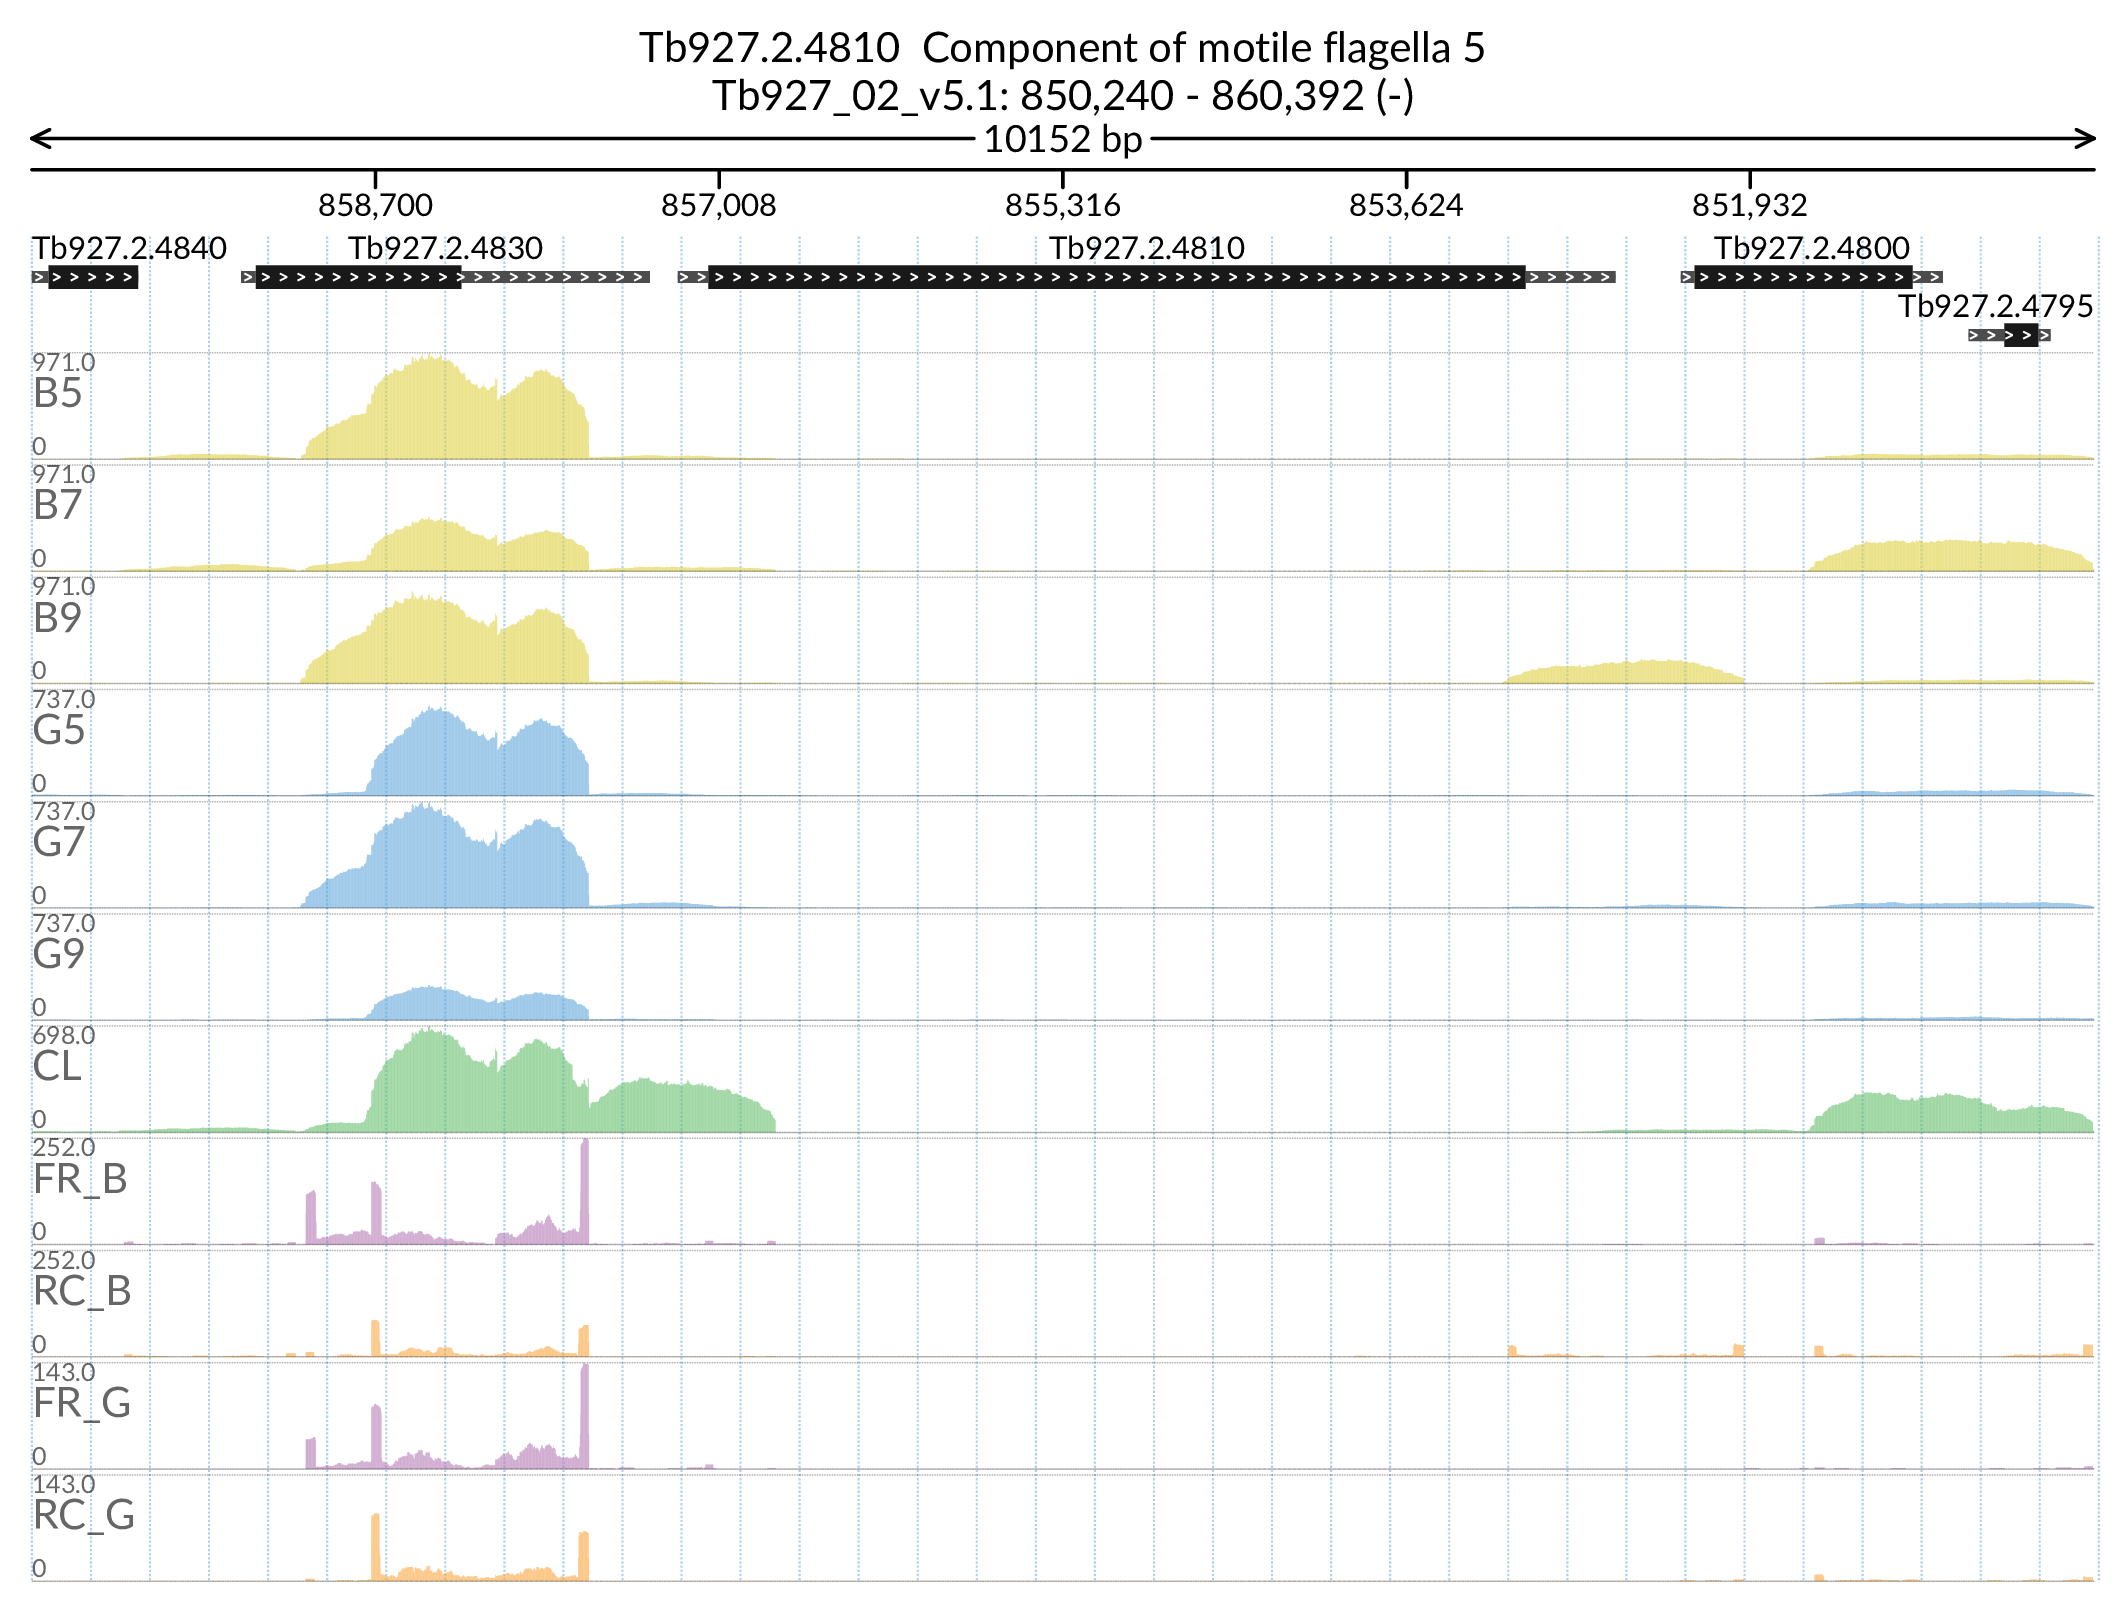 Tb927.2.4810  Component of motile flagella 5
Tb927_02_v5.1: 850,240 - 860,392 (-)
10152 bp
858,700 857,008 855,316 853,624 851,932
Tb927.2.4840 Tb927.2.4830 Tb927.2.4810 Tb927.2.4800
Tb927.2.4795
971.0
B5
0
971.0
B7
0
971.0
B9
0
737.0
G5
0
737.0
G7
0
737.0
G9
0
698.0
CL
0
252.0
FR_B
0
252.0
RC_B
0
143.0
FR_G
0
143.0
RC_G
0